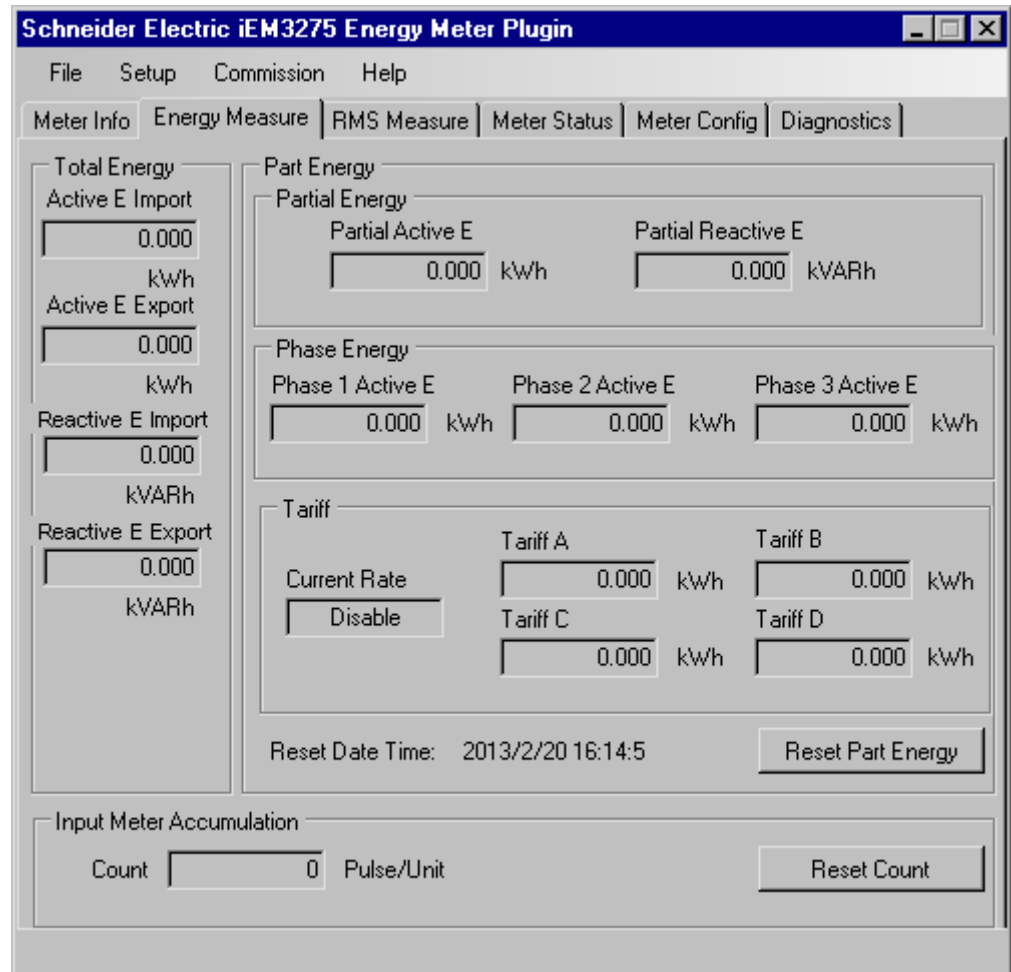 Schneider Electric iEM3275 Energy Meter Plugin
File Setup Commission Help
Meter Info Energy Measure RMS Measure Meter Status Meter Config Diagnostics
Total Energy
Active E Import
0.000
kWh
Active E Export
0.000
kWh
Reactive E Import
0.000
kVARh
Reactive E Export
0.000
kVARh
Part Energy
Partial Energy
Partial Active E Partial Reactive E
0.000 kWh 0.000 kVARh
Phase Energy
Phase 1 Active E Phase 2 Active E Phase 3 Active E
0.000 kWh 0.000 kWh 0.000 kWh
Tariff
Current Rate
Disable
Tariff A Tariff B
0.000 kWh 0.000 kWh
Tariff C Tariff D
0.000 kWh 0.000 kWh
Reset Date Time: 2013/2/20 16:14:5 Reset Part Energy
Input Meter Accumulation
Count 0 Pulse/Unit Reset Count